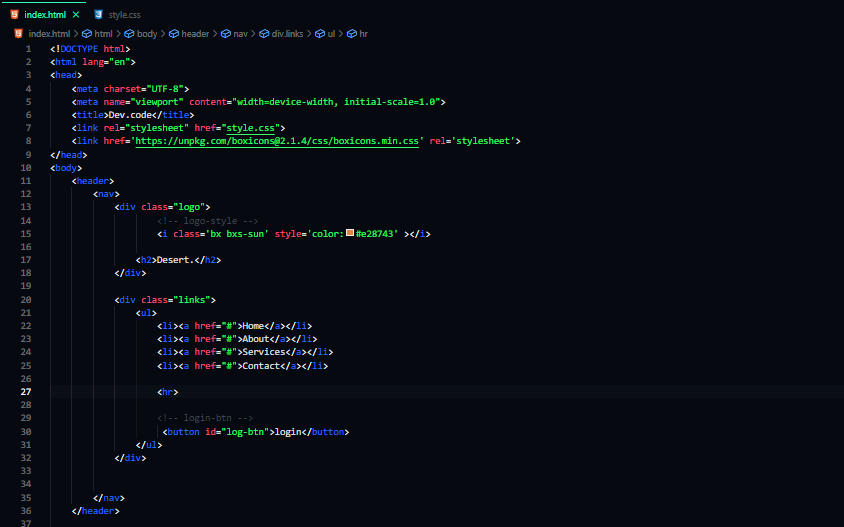 index.html × style.css
index.html > html > body > header > nav > div.links > ul > hr
1 <!DOCTYPE html>
2 <html lang="en">
3 <head>
4 <meta charset="UTF-8">
5 <meta name="viewport" content="width=device-width, initial-scale=1.0">
6 <title>Dev.code</title>
7 <link rel="stylesheet" href="style.css">
8 <link href='https://unpkg.com/boxicons@2.1.4/css/boxicons.min.css' rel='stylesheet'>
9 </head>
10 <body>
11 <header>
12 <nav>
13 <div class="logo">
14 <!-- logo-style -->
15 <i class='bx bxs-sun' style='color:#e28743' ></i>
16
17 <h2>Desert.</h2>
18 </div>
19
20 <div class="links">
21 <ul>
22 <li><a href="#">Home</a></li>
23 <li><a href="#">About</a></li>
24 <li><a href="#">Services</a></li>
25 <li><a href="#">Contact</a></li>
26
27 <hr>
28
29 <!-- login-btn -->
30 <button id="log-btn">login</button>
31 </ul>
32 </div>
33
34
35 </nav>
36 </header>
37